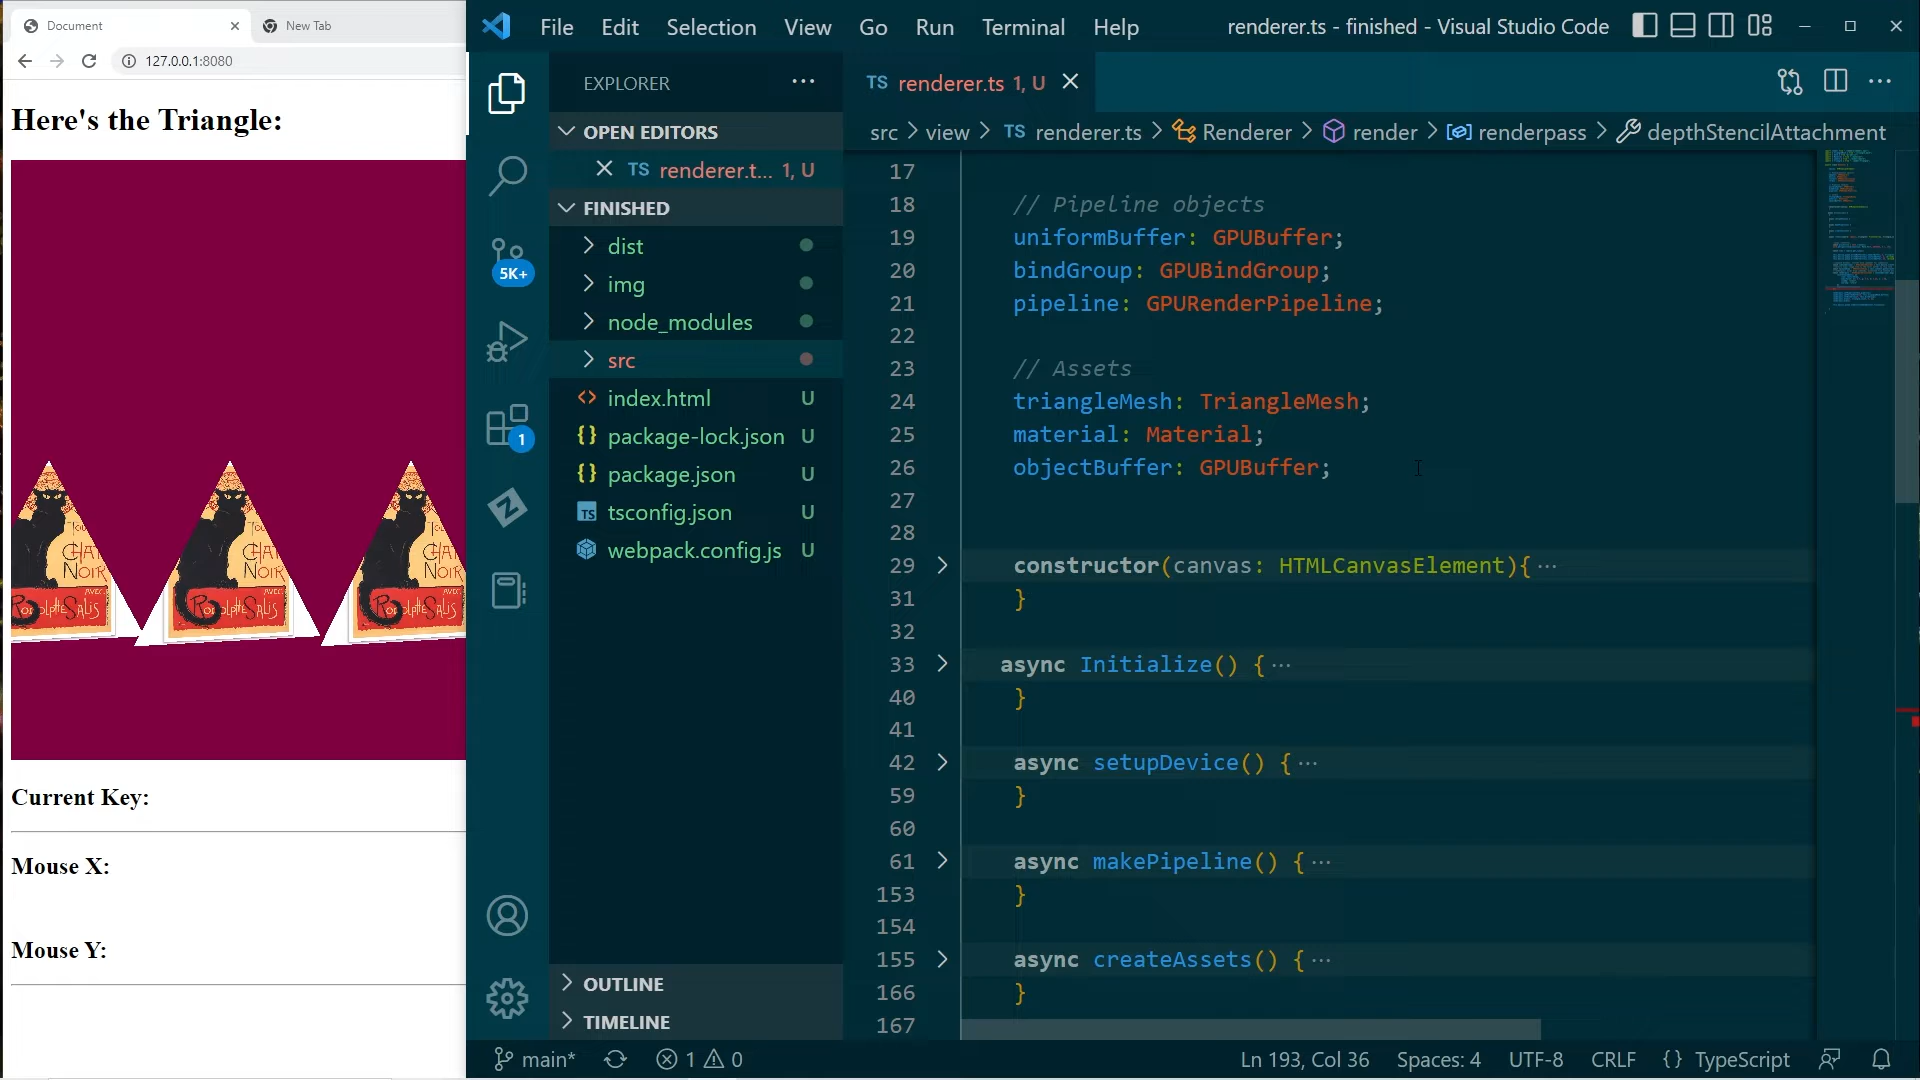 Document
New Tab
127.0.0.1:8080
Here's the Triangle:
CHAT
NOIR
AVEC
RODOLPHE SALIS
Current Key:
Mouse X:
Mouse Y:
File Edit Selection View Go Run Terminal Help
renderer.ts - finished - Visual Studio Code
EXPLORER
OPEN EDITORS
TS renderer.t... 1, U
FINISHED
dist
img
node_modules
src
index.html U
package-lock.json U
package.json U
tsconfig.json U
webpack.config.js U
OUTLINE
TIMELINE
5K+
1
TS renderer.ts 1, U
src > view > TS renderer.ts > Renderer > render > renderpass > depthStencilAttachment
17
18 // Pipeline objects
19 uniformBuffer: GPUBuffer;
20 bindGroup: GPUBindGroup;
21 pipeline: GPURenderPipeline;
22
23 // Assets
24 triangleMesh: TriangleMesh;
25 material: Material;
26 objectBuffer: GPUBuffer;
27
28
29 constructor(canvas: HTMLCanvasElement){ ...
31 }
32
33 async Initialize() { ...
40 }
41
42 async setupDevice() { ...
59 }
60
61 async makePipeline() { ...
153 }
154
155 async createAssets() { ...
166 }
167
main* 1 0
Ln 193, Col 36 Spaces: 4 UTF-8 CRLF {} TypeScript